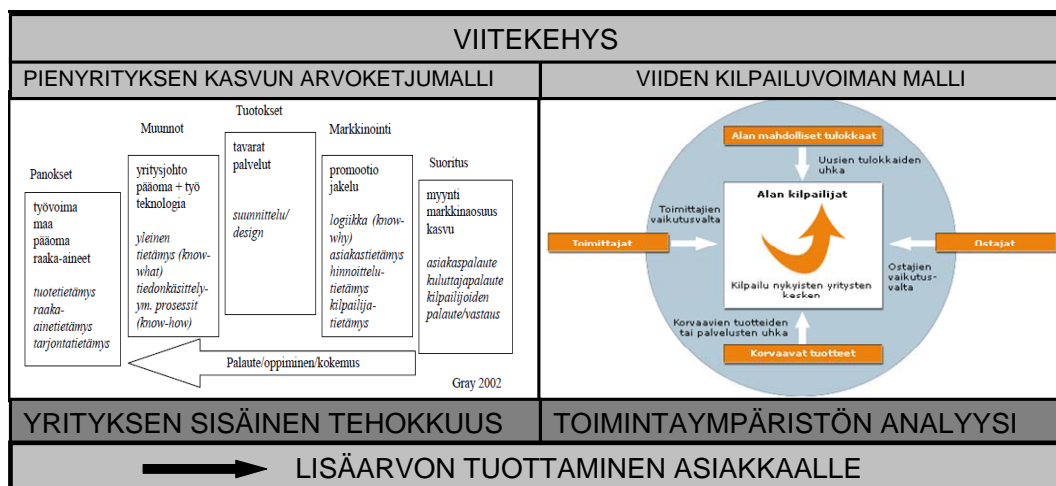 VIITEKEHYS
PIENYRITYKSEN KASVUN ARVOKETJUMALLI
VIIDEN KILPAILUVOIMAN MALLI
Panokset
työvoima
maa
pääoma
raaka-aineet
tuotetietämys
raaka-
ainetietämys
tarjontatietämys
Muunnot
yritysjohto
pääoma + työ
teknologia
yleinen
tietämys (know-
what)
tiedonkäsittely-
ym. prosessit
(know-how)
Tuotokset
tavarat
palvelut
suunnittelu/
design
Markkinointi
promootio
jakelu
logiikka (know-
why)
asiakastietämys
hinnoittelu-
tietämys
kilpailija-
tietämys
Suoritus
myynti
markkinaosuus
kasvu
asiakaspalaute
kuluttajapalaute
kilpailijoiden
palaute/vastaus
Palaute/oppiminen/kokemus
Gray 2002
Alan mahdolliset tulokkaat
Uusien tulokkaiden
uhka
Alan kilpailijat
Toimittajien
vaikutusvalta
Toimittajat
Ostajat
Ostajien
vaikutus-
valta
Kilpailu nykyisten yritysten
kesken
Korvaavien tuotteiden
tai palvelusten uhka
Korvaavat tuotteet
YRITYKSEN SISÄINEN TEHOKKUUS
TOIMINTAYMPÄRISTÖN ANALYYSI
LISÄARVON TUOTTAMINEN ASIAKKAALLE